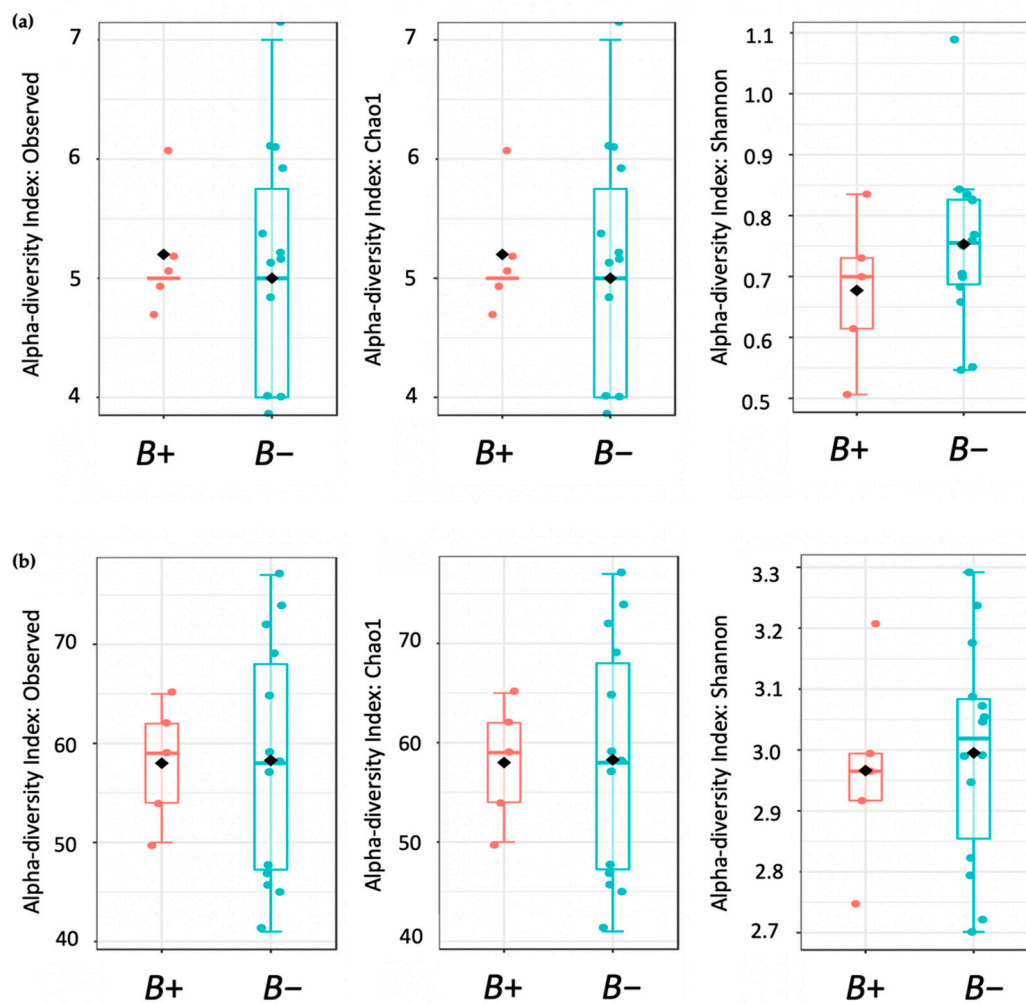 (a)
Alpha-diversity Index: Observed
7
6
5
4
B+ B−
Alpha-diversity Index: Chao1
7
6
5
4
B+ B−
Alpha-diversity Index: Shannon
1.1
1.0
0.9
0.8
0.7
0.6
0.5
B+ B−
(b)
Alpha-diversity Index: Observed
70
60
50
40
B+ B−
Alpha-diversity Index: Chao1
70
60
50
40
B+ B−
Alpha-diversity Index: Shannon
3.3
3.2
3.1
3.0
2.9
2.8
2.7
B+ B−